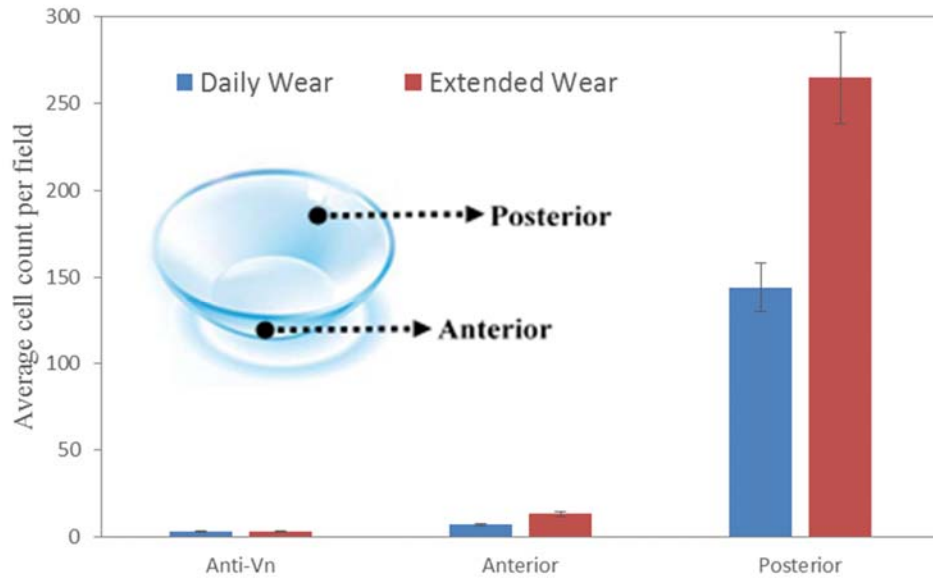 300
250
200
150
100
50
0
Average cell count per field
Daily Wear Extended Wear
Posterior
Anterior
Anti-Vn Anterior Posterior